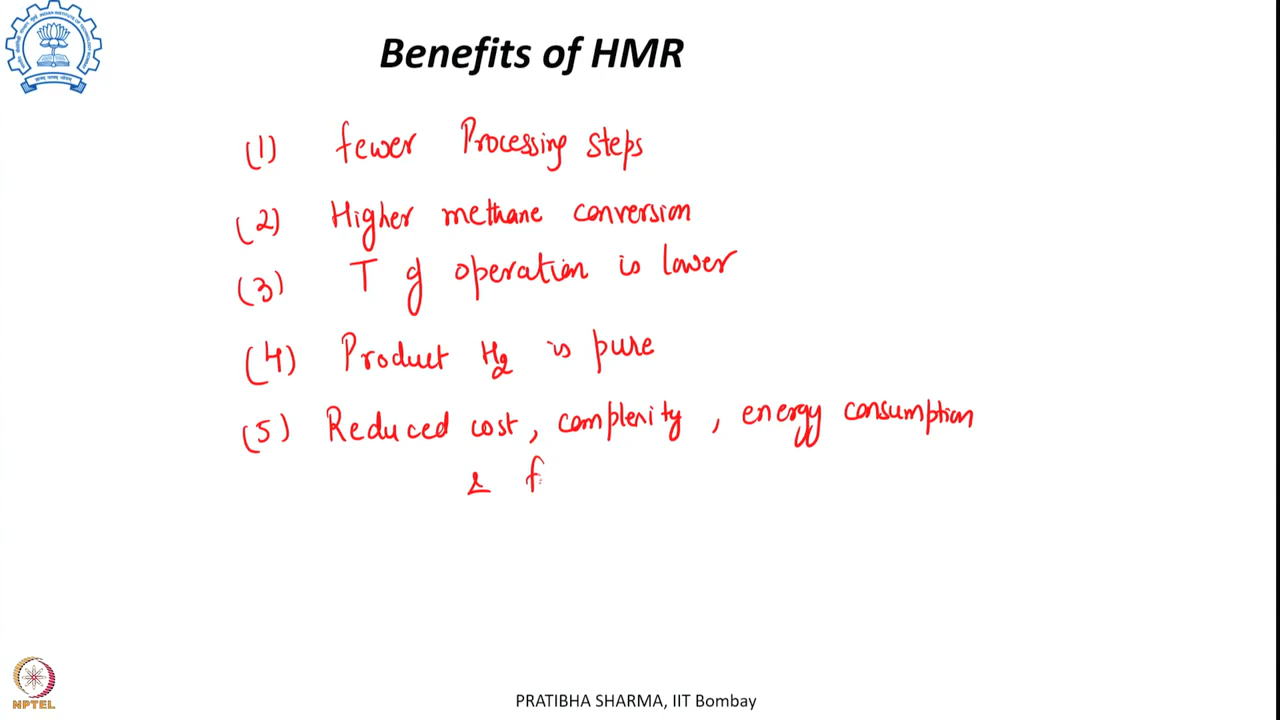 Benefits of HMR
(1) fewer Processing steps
(2) Higher methane conversion
(3) T of operation is lower
(4) Product H2 is pure
(5) Reduced cost, complexity, energy consumption
& f
NPTEL
PRATIBHA SHARMA, IIT Bombay